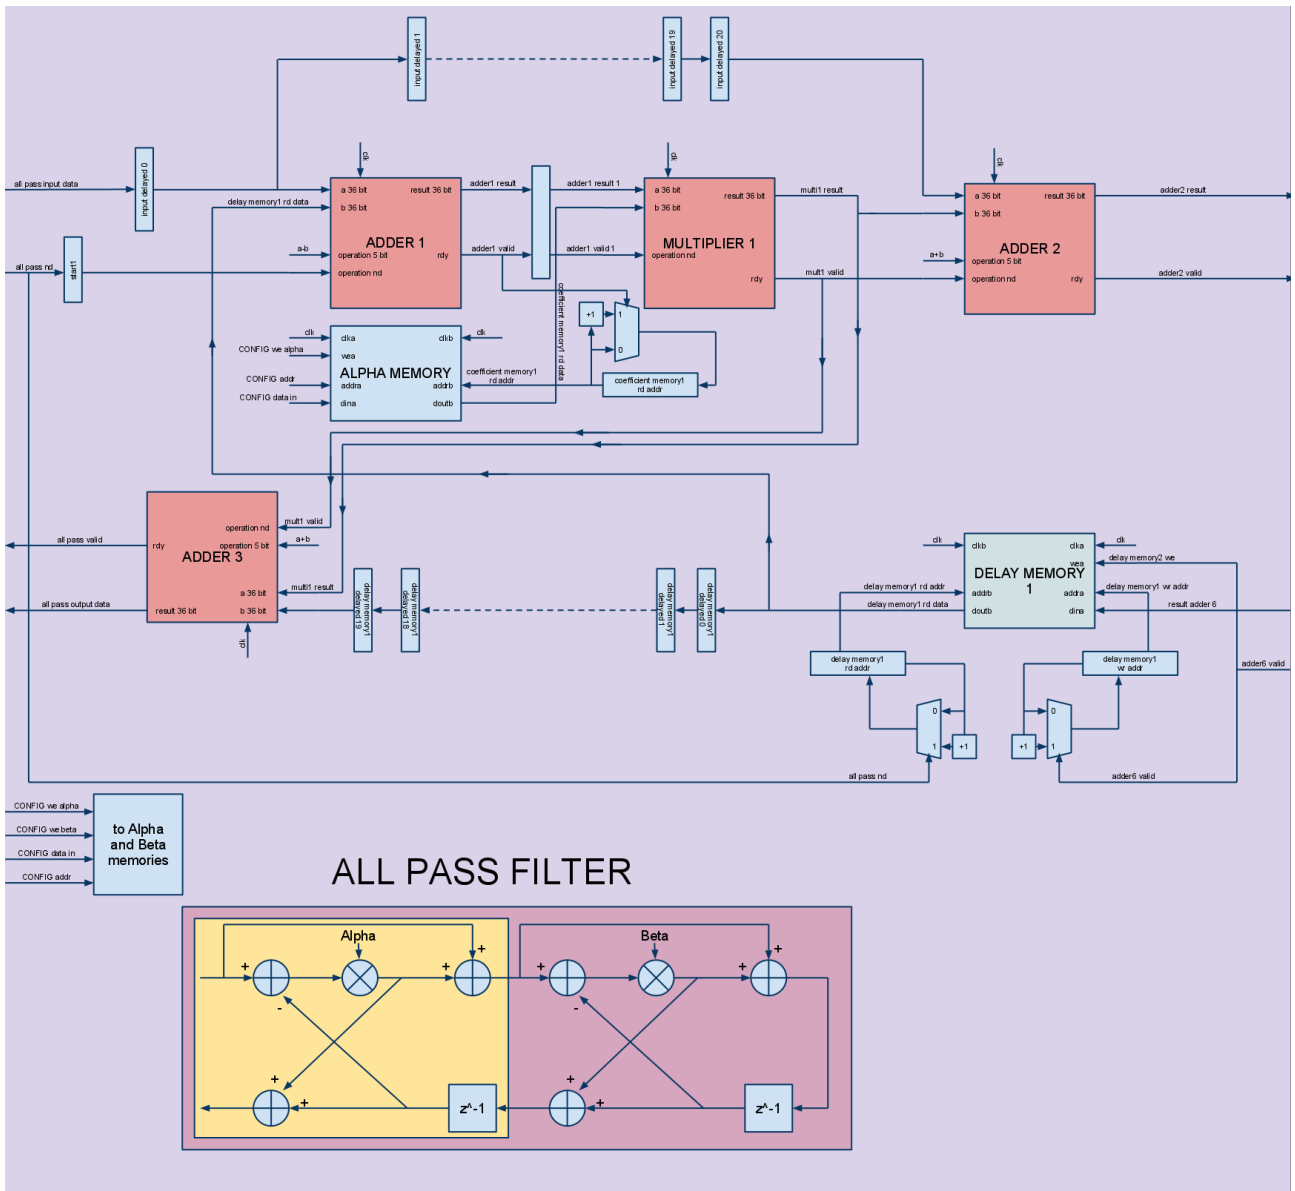 input delayed 1
input delayed 19
input delayed 20
all pass input data
input delayed 0
clk
a 36 bit
result 36 bit
b 36 bit
ADDER 1
operation 5 bit
rdy
operation nd
delay memory1 rd data
a-b
all pass nd
start1
adder1 result
adder1 valid
adder1 result 1
adder1 valid 1
clk
a 36 bit
result 36 bit
b 36 bit
MULTIPLIER 1
operation nd
rdy
multi1 result
mult1 valid
clk
a 36 bit
result 36 bit
b 36 bit
ADDER 2
operation 5 bit
operation nd
rdy
a+b
adder2 result
adder2 valid
coefficient memory1 rd data
+1
1
0
coefficient memory1
rd addr
coefficient memory1
rd addr
clk
clk
CONFIG we alpha
CONFIG addr
CONFIG data in
clka
clkb
wea
ALPHA MEMORY
addra
addrb
dina
doutb
operation nd
mult1 valid
all pass valid
rdy
operation 5 bit
a+b
ADDER 3
a 36 bit
multi1 result
all pass output data
result 36 bit
b 36 bit
clk
delay memory1
delayed 19
delay memory1
delayed 18
delay memory1
delayed 1
delay memory1
delayed 0
clk
clk
clkb
clka
wea
delay memory2 we
DELAY MEMORY
1
delay memory1 rd addr
addrb
addra
delay memory1 wr addr
delay memory1 rd data
doutb
dina
result adder 6
delay memory1
rd addr
delay memory1
wr addr
adder6 valid
0
1
+1
+1
0
1
all pass nd
adder6 valid
CONFIG we alpha
CONFIG we beta
CONFIG data in
CONFIG addr
to Alpha
and Beta
memories
ALL PASS FILTER
Alpha
Beta
+
+
+
+
+
+
-
-
+
+
+
+
z^-1
z^-1